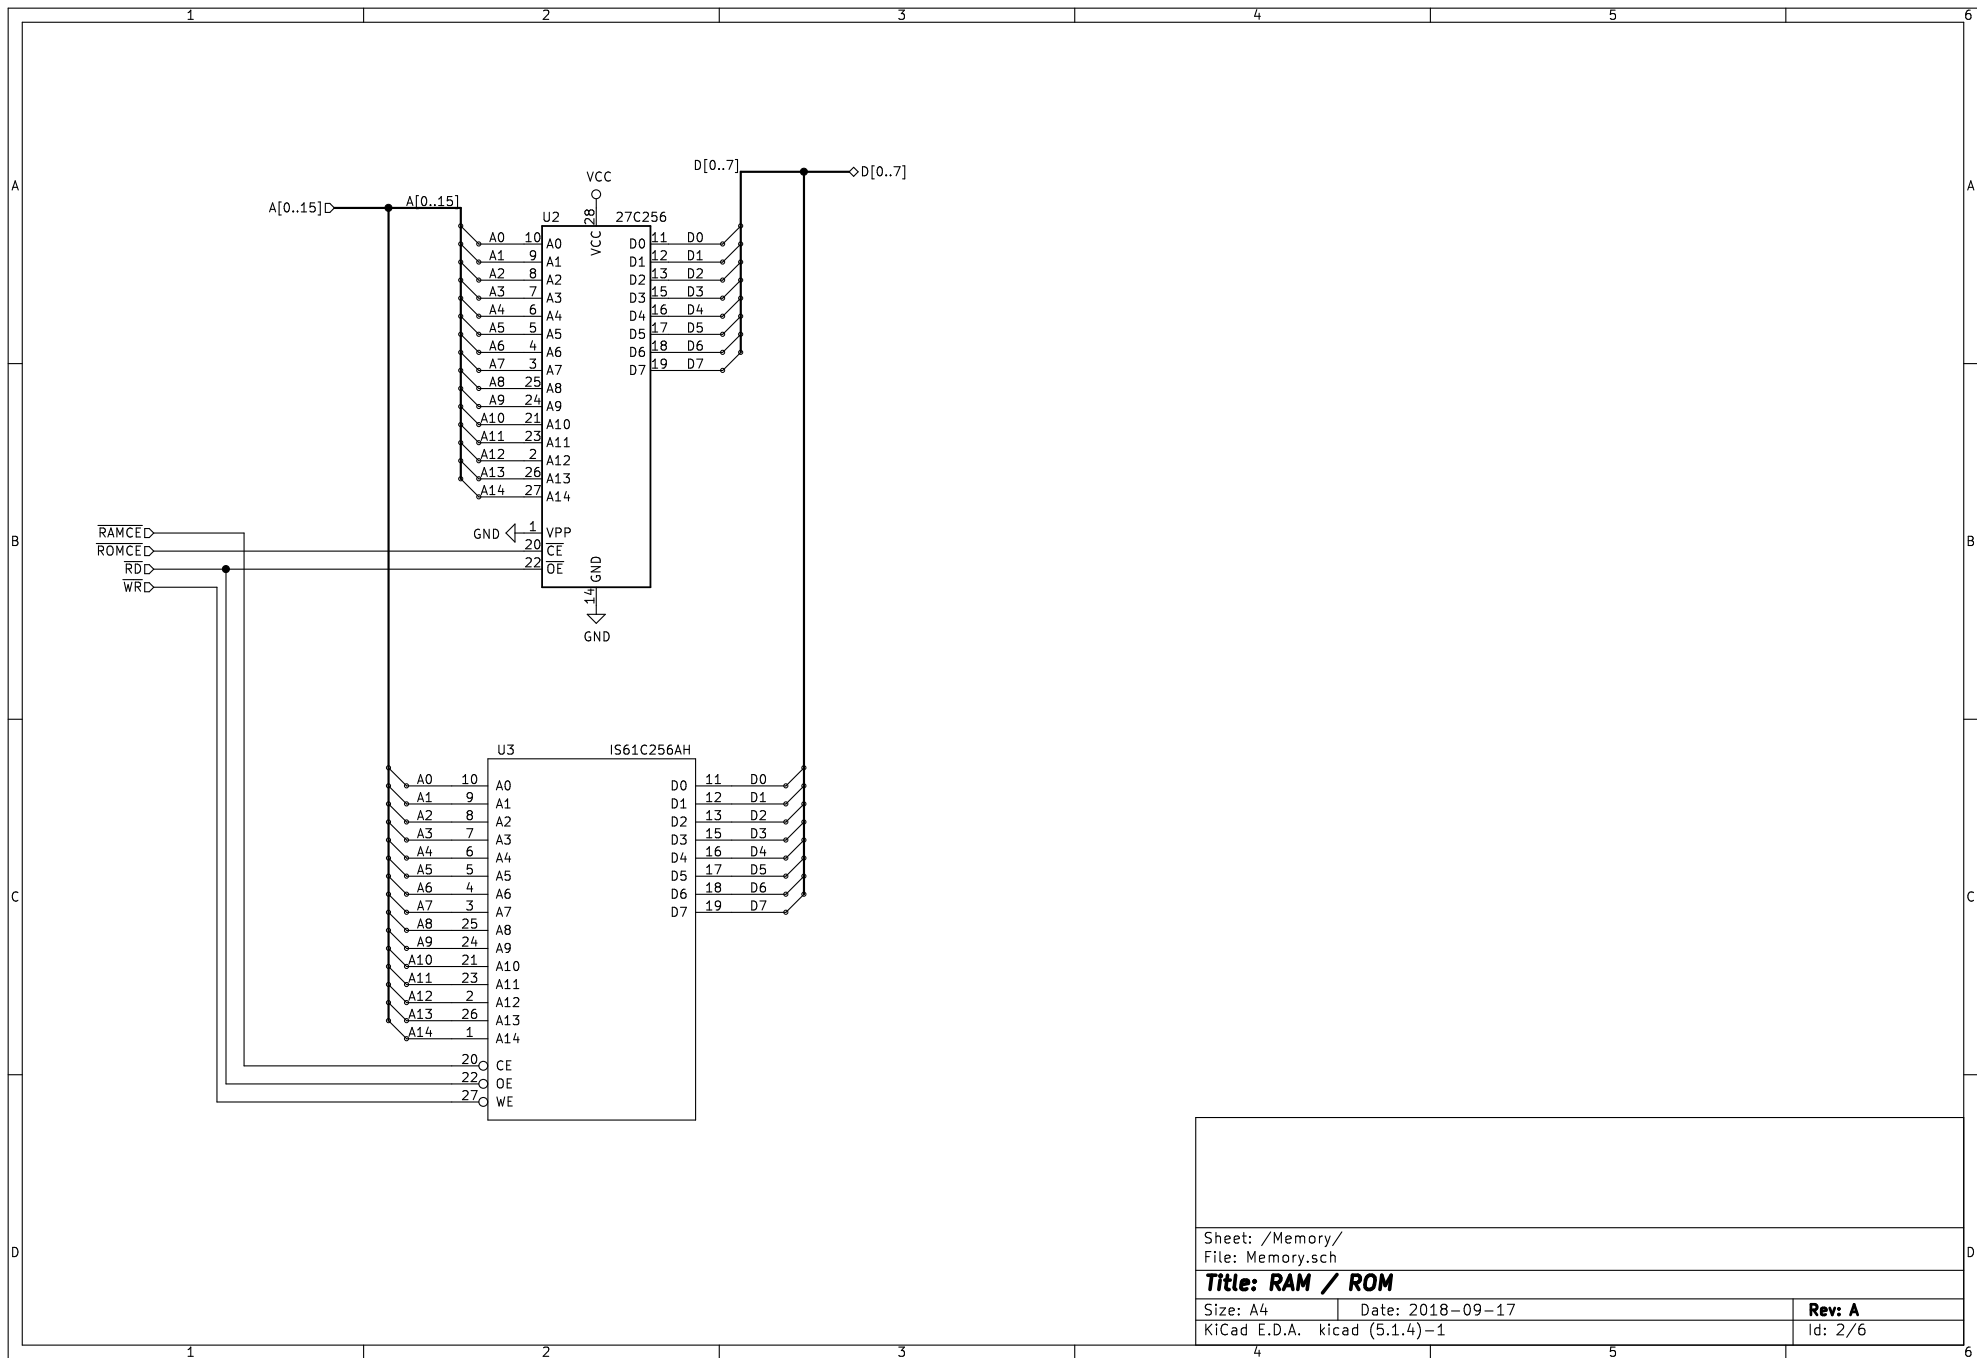 1 2 3 4 5 6
A A
B B
C C
D D
A[0..15] A[0..15]
D[0..7] D[0..7]
VCC
U2 27C256
28
VCC
A0 10 A0 D0 11 D0
A1 9 A1 D1 12 D1
A2 8 A2 D2 13 D2
A3 7 A3 D3 15 D3
A4 6 A4 D4 16 D4
A5 5 A5 D5 17 D5
A6 4 A6 D6 18 D6
A7 3 A7 D7 19 D7
A8 25 A8
A9 24 A9
A10 21 A10
A11 23 A11
A12 2 A12
A13 26 A13
A14 27 A14
RAMCE GND 1 VPP
ROMCE 20 CE
RD 22 OE
WR
GND
14
GND
U3 IS61C256AH
A0 10 A0 D0 11 D0
A1 9 A1 D1 12 D1
A2 8 A2 D2 13 D2
A3 7 A3 D3 15 D3
A4 6 A4 D4 16 D4
A5 5 A5 D5 17 D5
A6 4 A6 D6 18 D6
A7 3 A7 D7 19 D7
A8 25 A8
A9 24 A9
A10 21 A10
A11 23 A11
A12 2 A12
A13 26 A13
A14 1 A14
20 CE
22 OE
27 WE
Sheet: /Memory/
File: Memory.sch
Title: RAM / ROM
Size: A4 Date: 2018-09-17 Rev: A
KiCad E.D.A. kicad (5.1.4)-1 Id: 2/6
1 2 3 4 5 6